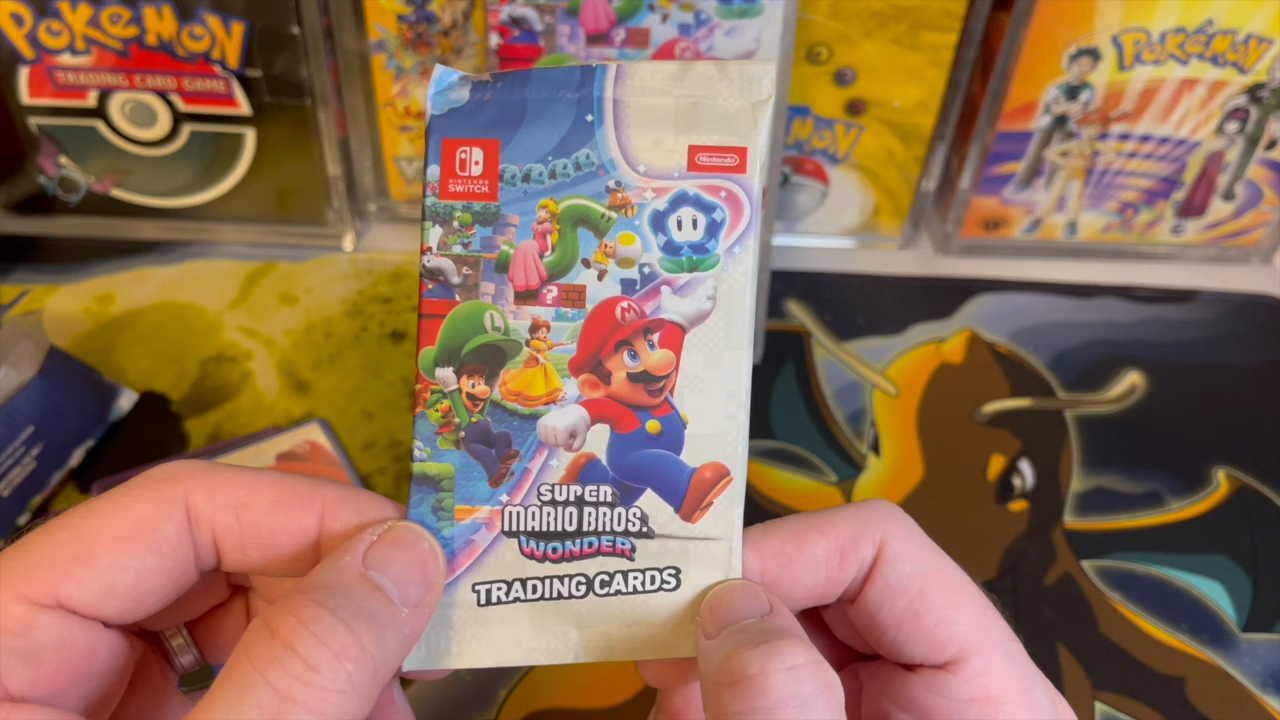 POKéMON
TRADING CARD GAME
POKéMON
NINTENDO
SWITCH
Nintendo
L
M
?
SUPER
MARIO BROS.
WONDER
TRADING CARDS